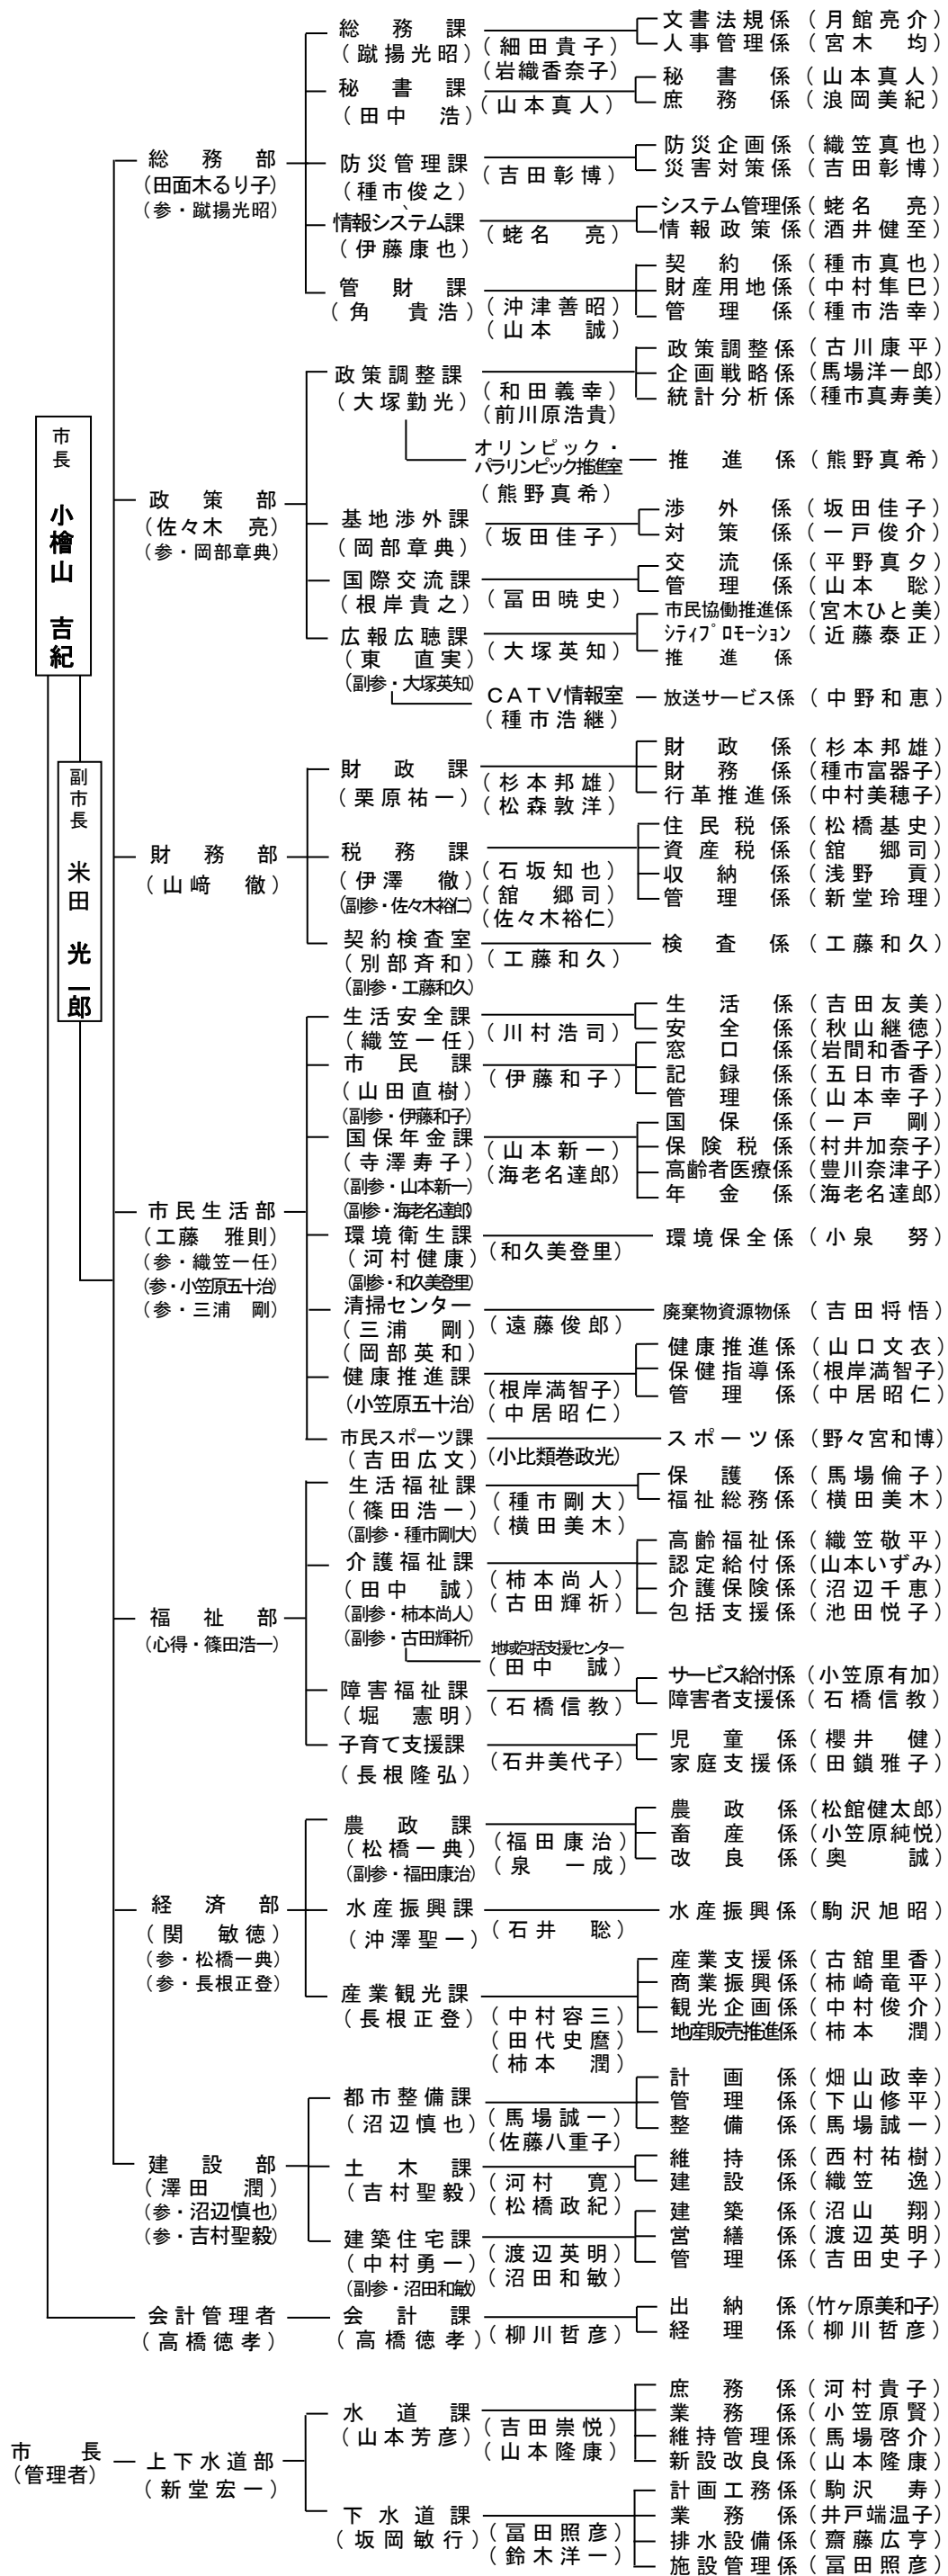 市長 小檜山 吉紀
副市長 米田 光一郎
総務部
（田面木るり子）
（参・蹴揚光昭）
総務課
（蹴揚光昭）
（細田貴子）
（岩織香奈子）
文書法規係（月館亮介）
人事管理係（宮木 均）
秘書課
（田中 浩）
（山本真人）
秘書係（山本真人）
庶務係（浪岡美紀）
防災管理課
（種市俊之）
（吉田彰博）
防災企画係（織笠真也）
災害対策係（吉田彰博）
情報システム課
（伊藤康也）
（蛯名 亮）
システム管理係（蛯名 亮）
情報政策係（酒井健至）
管財課
（角 貴浩）
（沖津善昭）
（山本 誠）
契約係（種市真也）
財産用地係（中村隼巳）
管理係（種市浩幸）
政策部
（佐々木 亮）
（参・岡部章典）
政策調整課
（大塚勤光）
（和田義幸）
（前川原浩貴）
政策調整係（古川康平）
企画戦略係（馬場洋一郎）
統計分析係（種市真寿美）
オリンピック・
パラリンピック推進室
（熊野真希）
推進係（熊野真希）
基地渉外課
（岡部章典）
（坂田佳子）
渉外係（坂田佳子）
対策係（一戸俊介）
国際交流課
（根岸貴之）
（冨田暁史）
交流係（平野真夕）
管理係（山本 聡）
広報広聴課
（東 直実）
（副参・大塚英知）
（大塚英知）
市民協働推進係（宮木ひと美）
シティプロモーション（近藤泰正）
推進係
ＣＡＴＶ情報室
（種市浩継）
放送サービス係（中野和恵）
財務部
（山﨑 徹）
財政課
（栗原祐一）
（杉本邦雄）
（松森敦洋）
財政係（杉本邦雄）
財務係（種市富器子）
行革推進係（中村美穂子）
税務課
（伊澤 徹）
（副参・佐々木裕仁）
（石坂知也）
（舘 郷司）
（佐々木裕仁）
住民税係（松橋基史）
資産税係（舘 郷司）
収納係（浅野 貢）
管理係（新堂玲理）
契約検査室
（別部斉和）
（副参・工藤和久）
（工藤和久）
検査係（工藤和久）
市民生活部
（工藤 雅則）
（参・織笠一任）
（参・小笠原五十治）
（参・三浦 剛）
生活安全課
（織笠一任）
（川村浩司）
生活係（吉田友美）
安全係（秋山継徳）
市民課
（山田直樹）
（副参・伊藤和子）
（伊藤和子）
窓口係（岩間和香子）
記録係（五日市香）
管理係（山本幸子）
国保年金課
（寺澤寿子）
（副参・山本新一）
（副参・海老名達郎）
（山本新一）
（海老名達郎）
国保係（一戸 剛）
保険税係（村井加奈子）
高齢者医療係（豊川奈津子）
年金係（海老名達郎）
環境衛生課
（河村健康）
（副参・和久美登里）
（和久美登里）
環境保全係（小泉 努）
清掃センター
（三浦 剛）
（岡部英和）
（遠藤俊郎）
廃棄物資源物係（吉田将悟）
健康推進課
（小笠原五十治）
（根岸満智子）
（中居昭仁）
健康推進係（山口文衣）
保健指導係（根岸満智子）
管理係（中居昭仁）
市民スポーツ課
（吉田広文）
（小比類巻政光）
スポーツ係（野々宮和博）
福祉部
（心得・篠田浩一）
生活福祉課
（篠田浩一）
（副参・種市剛大）
（種市剛大）
（横田美木）
保護係（馬場倫子）
福祉総務係（横田美木）
介護福祉課
（田中 誠）
（副参・柿本尚人）
（副参・古田輝祈）
（柿本尚人）
（古田輝祈）
高齢福祉係（織笠敬平）
認定給付係（山本いずみ）
介護保険係（沼辺千恵）
包括支援係（池田悦子）
地域包括支援センター
（田中 誠）
障害福祉課
（堀 憲明）
（石橋信教）
サービス給付係（小笠原有加）
障害者支援係（石橋信教）
子育て支援課
（長根隆弘）
（石井美代子）
児童係（櫻井 健）
家庭支援係（田鎖雅子）
経済部
（関 敏徳）
（参・松橋一典）
（参・長根正登）
農政課
（松橋一典）
（副参・福田康治）
（福田康治）
（泉 一成）
農政係（松館健太郎）
畜産係（小笠原純悦）
改良係（奥 誠）
水産振興課
（沖澤聖一）
（石井 聡）
水産振興係（駒沢旭昭）
産業観光課
（長根正登）
（中村容三）
（田代史麿）
（柿本 潤）
産業支援係（古舘里香）
商業振興係（柿崎竜平）
観光企画係（中村俊介）
地産販売推進係（柿本 潤）
建設部
（澤田 潤）
（参・沼辺慎也）
（参・吉村聖毅）
都市整備課
（沼辺慎也）
（馬場誠一）
（佐藤八重子）
計画係（畑山政幸）
管理係（下山修平）
整備係（馬場誠一）
土木課
（吉村聖毅）
（河村 寛）
（松橋政紀）
維持係（西村祐樹）
建設係（織笠 逸）
建築住宅課
（中村勇一）
（副参・沼田和敏）
（渡辺英明）
（沼田和敏）
建築係（沼山 翔）
営繕係（渡辺英明）
管理係（吉田史子）
会計管理者
（高橋徳孝）
会計課
（高橋徳孝）
（柳川哲彦）
出納係（竹ヶ原美和子）
経理係（柳川哲彦）
市長
（管理者）
上下水道部
（新堂宏一）
水道課
（山本芳彦）
（吉田崇悦）
（山本隆康）
庶務係（河村貴子）
業務係（小笠原賢）
維持管理係（馬場啓介）
新設改良係（山本隆康）
下水道課
（坂岡敏行）
（冨田照彦）
（鈴木洋一）
計画工務係（駒沢 寿）
業務係（井戸端温子）
排水設備係（齋藤広亨）
施設管理係（冨田照彦）